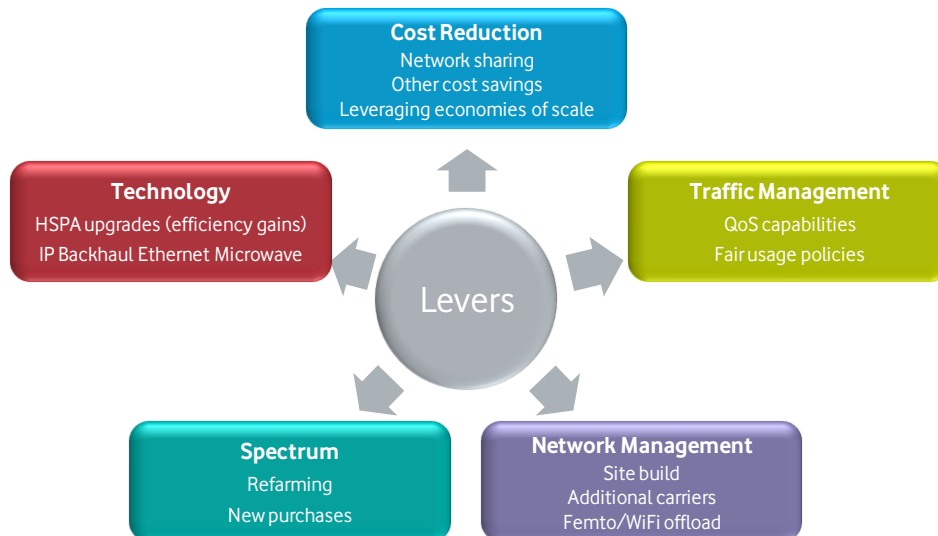 Cost Reduction
Network sharing
Other cost savings
Leveraging economies of scale
Technology
HSPA upgrades (efficiency gains)
IP Backhaul Ethernet Microwave
Traffic Management
QoS capabilities
Fair usage policies
Levers
Spectrum
Refarming
New purchases
Network Management
Site build
Additional carriers
Femto/WiFi offload